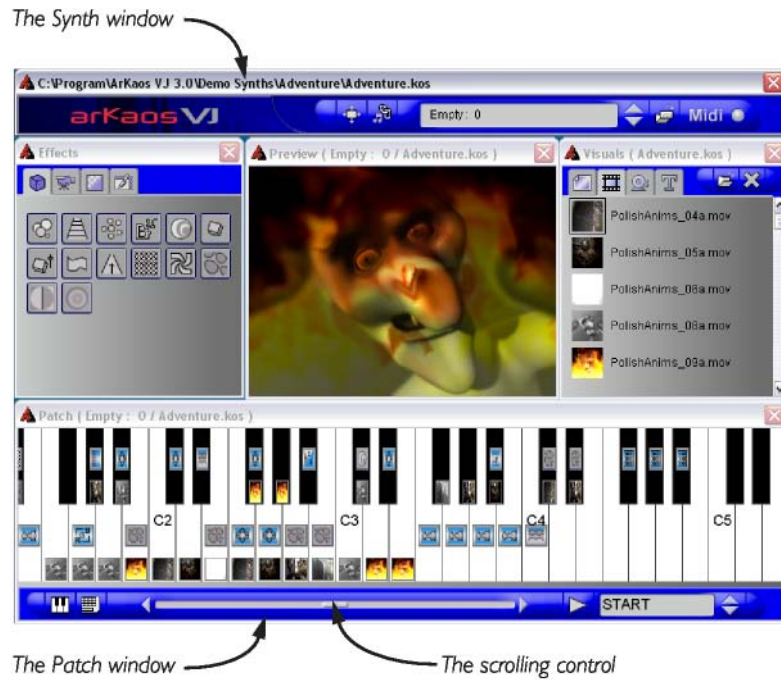 The Synth window
C:\Program\ArKaos VJ 3.0\Demo Synths\Adventure\Adventure.kos
arKaos VJ
Empty: 0
Midi
Effects
Preview ( Empty : 0 / Adventure.kos )
Visuals ( Adventure.kos )
T
PolishAnims_04a.mov
PolishAnims_05a.mov
PolishAnims_06a.mov
PolishAnims_08a.mov
PolishAnims_09a.mov
Patch ( Empty : 0 / Adventure.kos )
C2
C3
C4
C5
START
The Patch window
The scrolling control